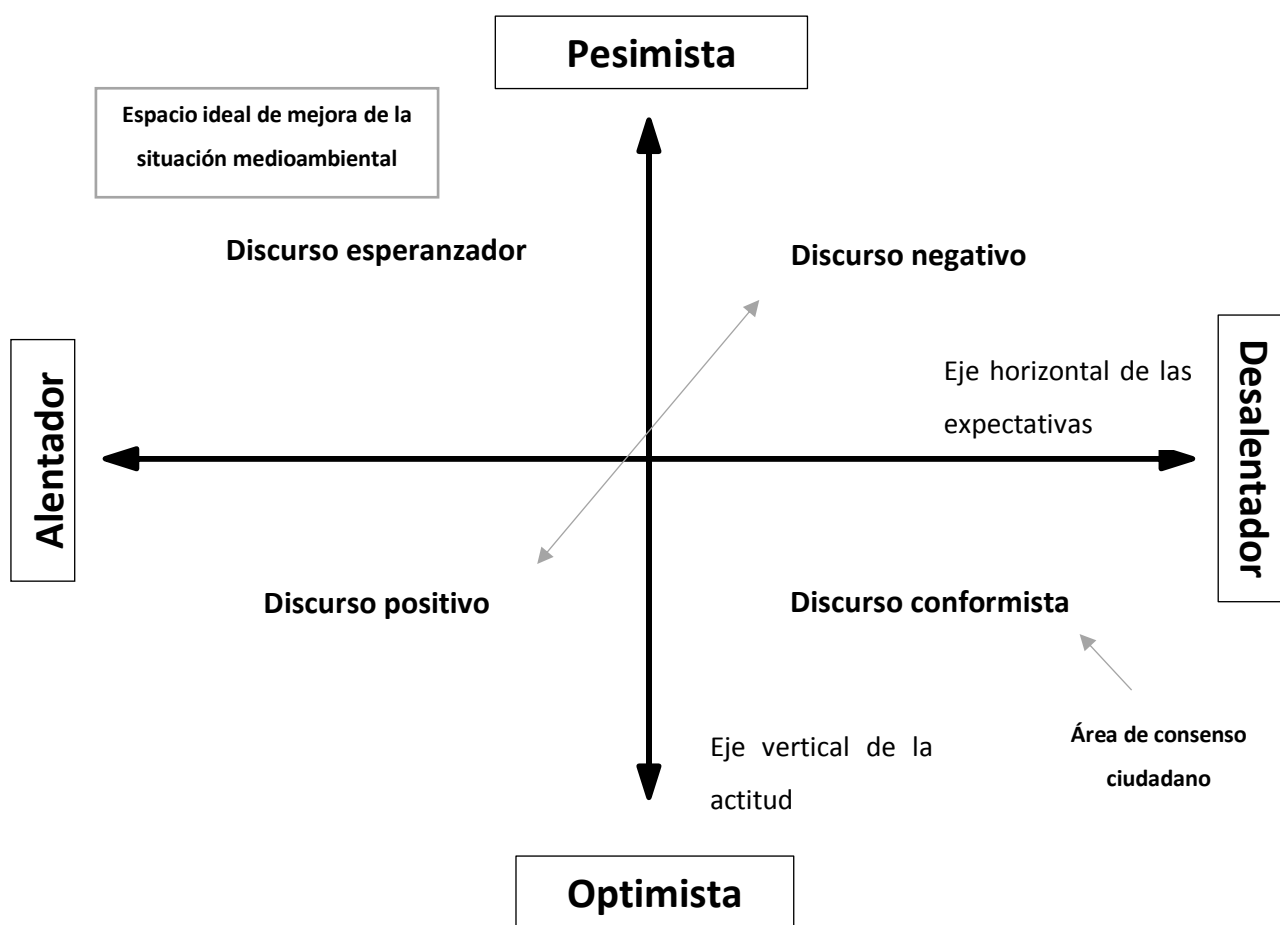 Pesimista
Espacio ideal de mejora de la
situación medioambiental
Discurso esperanzador
Discurso negativo
Alentador
Eje horizontal de las
expectativas
Desalentador
Discurso positivo
Discurso conformista
Eje vertical de la
actitud
Área de consenso
ciudadano
Optimista